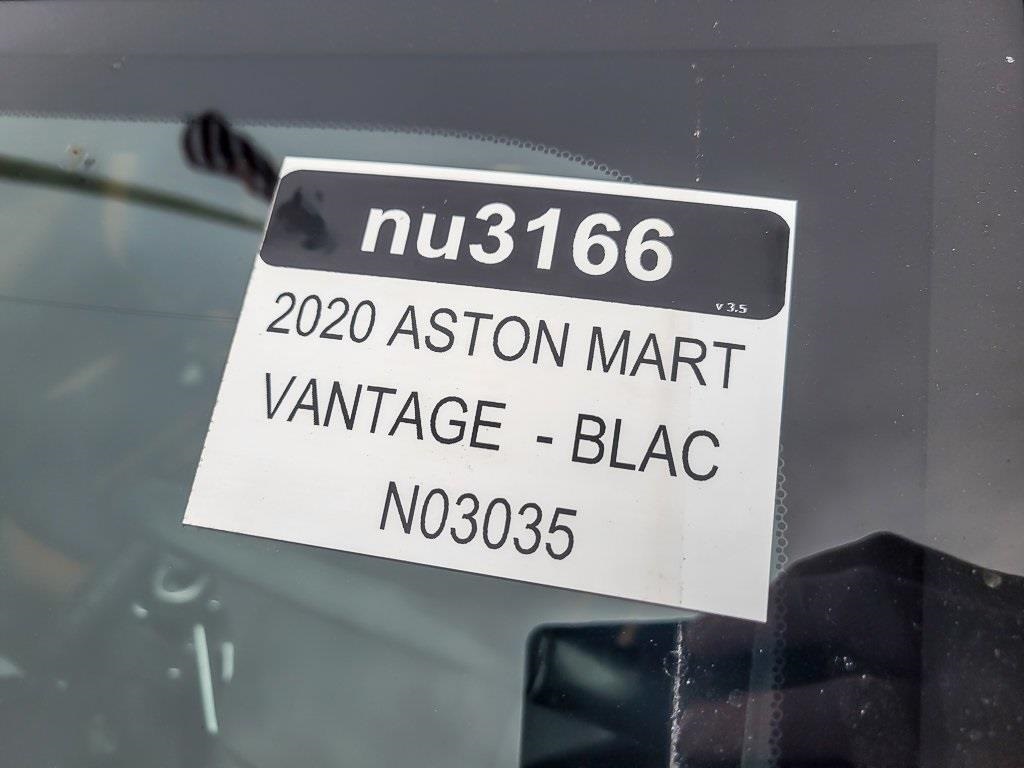 nu3166
v 3.5
2020 ASTON MART
VANTAGE - BLAC
N03035